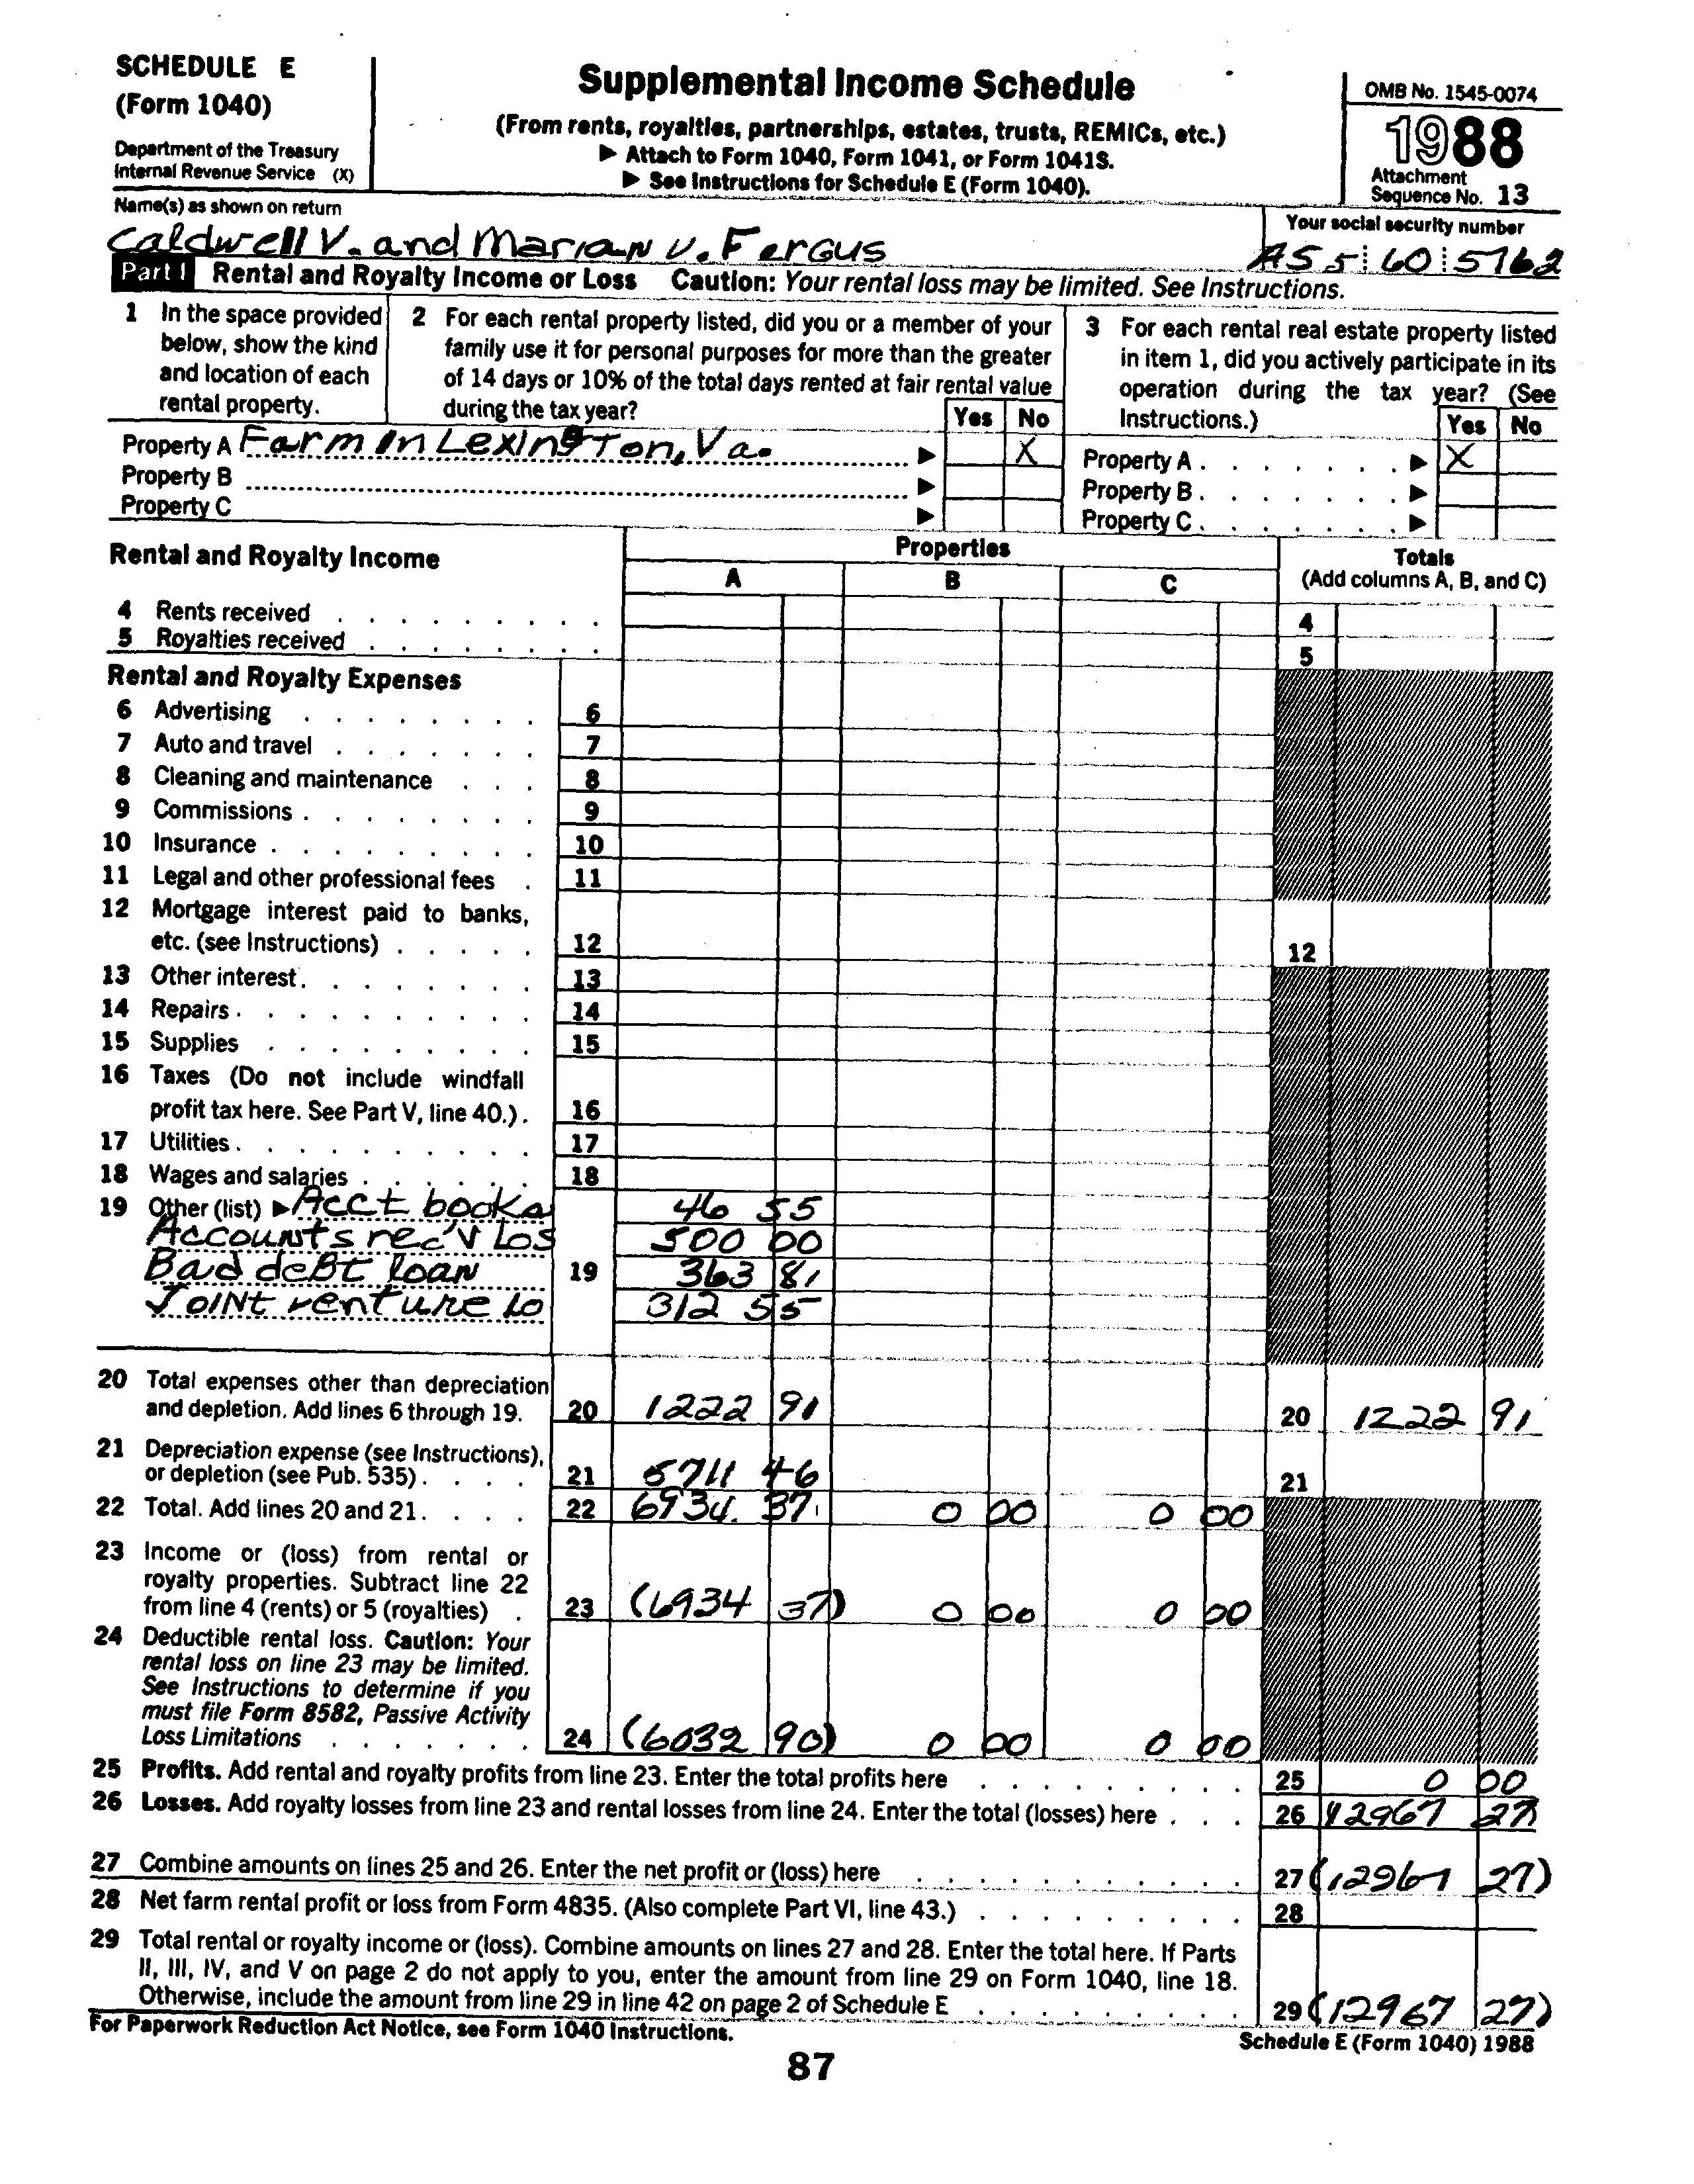 SCHEDULE E
(Form 1040)
Department of the Treasury
Internal Revenue Service (X)
Supplemental Income Schedule
(From rents, royalties, partnerships, estates, trusts, REMICs, etc.)
▶ Attach to Form 1040, Form 1041, or Form 1041S.
▶ See Instructions for Schedule E (Form 1040).
OMB No. 1545-0074
1988
Attachment
Sequence No. 13
Name(s) as shown on return
Caldwell V. and Marian V. Fergus
Your social security number
AS5 60 5762
Part I Rental and Royalty Income or Loss Caution: Your rental loss may be limited. See Instructions.
1 In the space provided
below, show the kind
and location of each
rental property.
2 For each rental property listed, did you or a member of your
family use it for personal purposes for more than the greater
of 14 days or 10% of the total days rented at fair rental value
during the tax year?
Yes No
3 For each rental real estate property listed
in item 1, did you actively participate in its
operation during the tax year? (See
Instructions.)
Yes No
Property A Farm in Lexington, Va. ▶ X
Property B ▶
Property C ▶
Property A . . . . . . . ▶ X
Property B . . . . . . . ▶
Property C . . . . . . . ▶
Rental and Royalty Income
Properties
A B C
Totals
(Add columns A, B, and C)
4 Rents received 4
5 Royalties received 5
Rental and Royalty Expenses
6 Advertising 6
7 Auto and travel 7
8 Cleaning and maintenance 8
9 Commissions 9
10 Insurance 10
11 Legal and other professional fees 11
12 Mortgage interest paid to banks,
etc. (see Instructions) 12 12
13 Other interest 13
14 Repairs 14
15 Supplies 15
16 Taxes (Do not include windfall
profit tax here. See Part V, line 40.) 16
17 Utilities 17
18 Wages and salaries 18
19 Other (list) ▶ Acct books 46 55
Accounts rec'v Los 500 00
Bad debt loan 19 363 81
Joint venture lo 312 55
20 Total expenses other than depreciation
and depletion. Add lines 6 through 19. 20 1222 91 20 1222 91
21 Depreciation expense (see Instructions),
or depletion (see Pub. 535) 21 5711 46 21
22 Total. Add lines 20 and 21 22 6934. 37 0 00 0 00
23 Income or (loss) from rental or
royalty properties. Subtract line 22
from line 4 (rents) or 5 (royalties) 23 (6934 37) 0 00 0 00
24 Deductible rental loss. Caution: Your
rental loss on line 23 may be limited.
See Instructions to determine if you
must file Form 8582, Passive Activity
Loss Limitations 24 (6032 90) 0 00 0 00
25 Profits. Add rental and royalty profits from line 23. Enter the total profits here 25 0 00
26 Losses. Add royalty losses from line 23 and rental losses from line 24. Enter the total (losses) here 26 (12967 27)
27 Combine amounts on lines 25 and 26. Enter the net profit or (loss) here 27 (12967 27)
28 Net farm rental profit or loss from Form 4835. (Also complete Part VI, line 43.) 28
29 Total rental or royalty income or (loss). Combine amounts on lines 27 and 28. Enter the total here. If Parts
II, III, IV, and V on page 2 do not apply to you, enter the amount from line 29 on Form 1040, line 18.
Otherwise, include the amount from line 29 in line 42 on page 2 of Schedule E 29 (12967 27)
For Paperwork Reduction Act Notice, see Form 1040 Instructions.
Schedule E (Form 1040) 1988
87